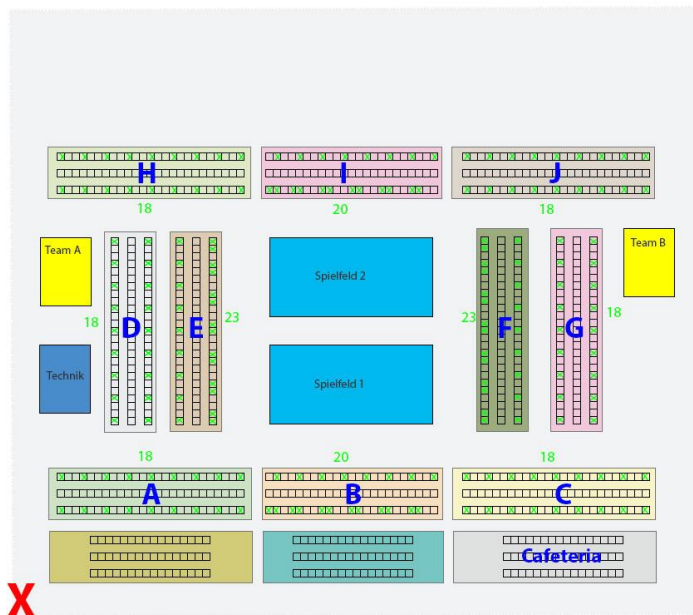 H
I
J
18
20
18
Team A
Team B
Spielfeld 2
18
D
E
23
23
F
G
18
Technik
Spielfeld 1
18
20
18
A
B
C
Cafeteria
X